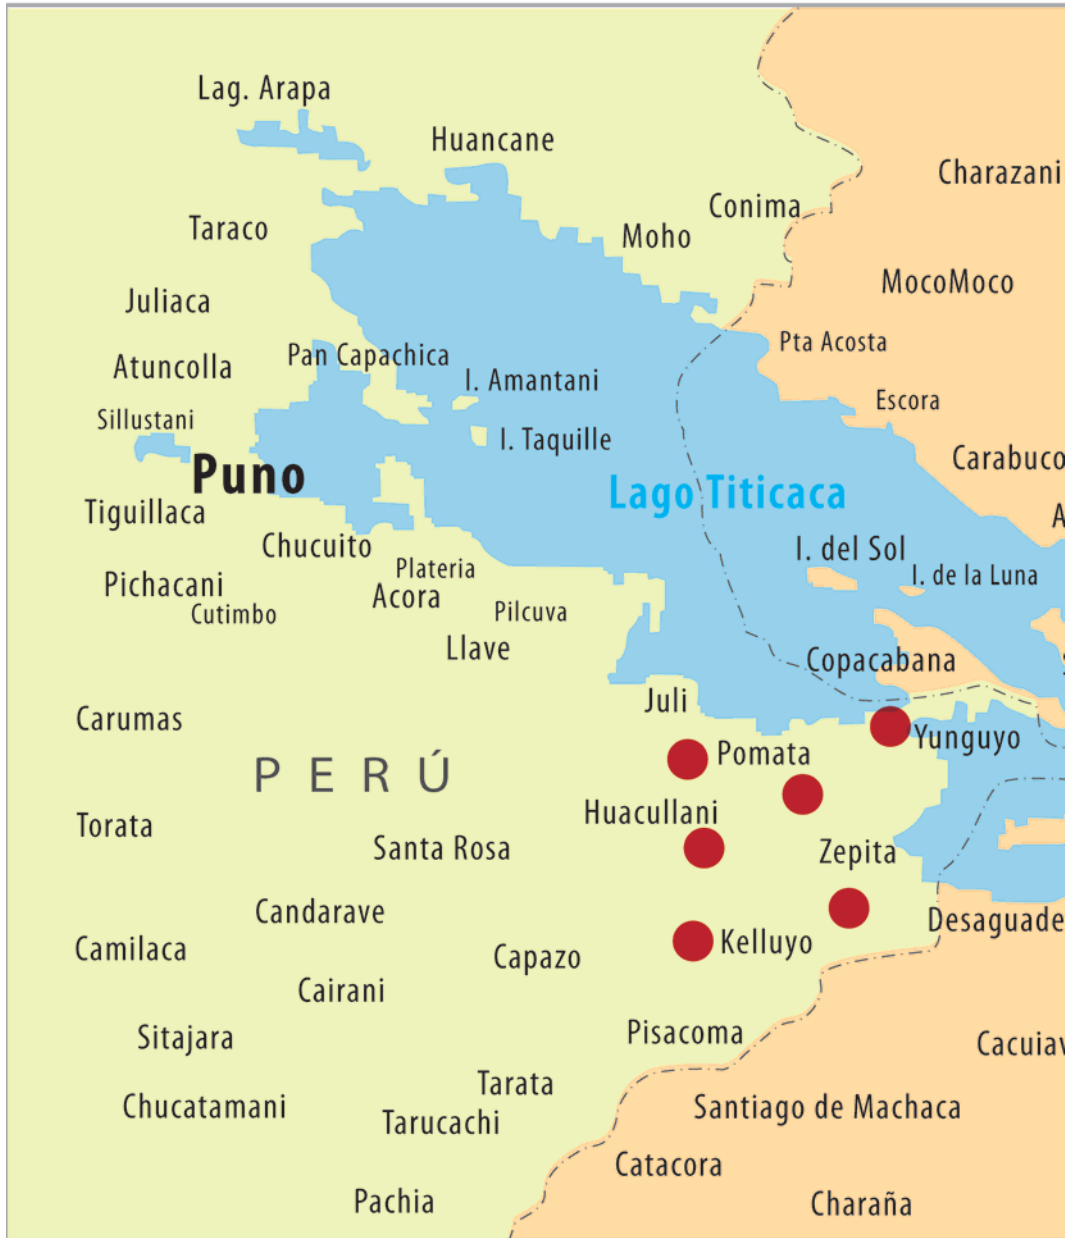 Lag. Arapa
Huancane
Charazani
Conima
Taraco
Moho
MocoMoco
Juliaca
Pta Acosta
Pan Capachica
Atuncolla
I. Amantani
Escora
Sillustani
I. Taquille
Carabuco
Puno
Lago Titicaca
Tiguillaca
A
Chucuito
I. del Sol
Plateria
I. de la Luna
Pichacani
Acora
Cutimbo
Pilcuva
Llave
Copacabana
Juli
Carumas
Yunguyo
Pomata
PERÚ
Huacullani
Torata
Santa Rosa
Zepita
Candarave
Desaguade
Camilaca
Kelluyo
Capazo
Cairani
Pisacoma
Sitajara
Cacuiav
Tarata
Chucatamani
Santiago de Machaca
Tarucachi
Catacora
Pachia
Charaña